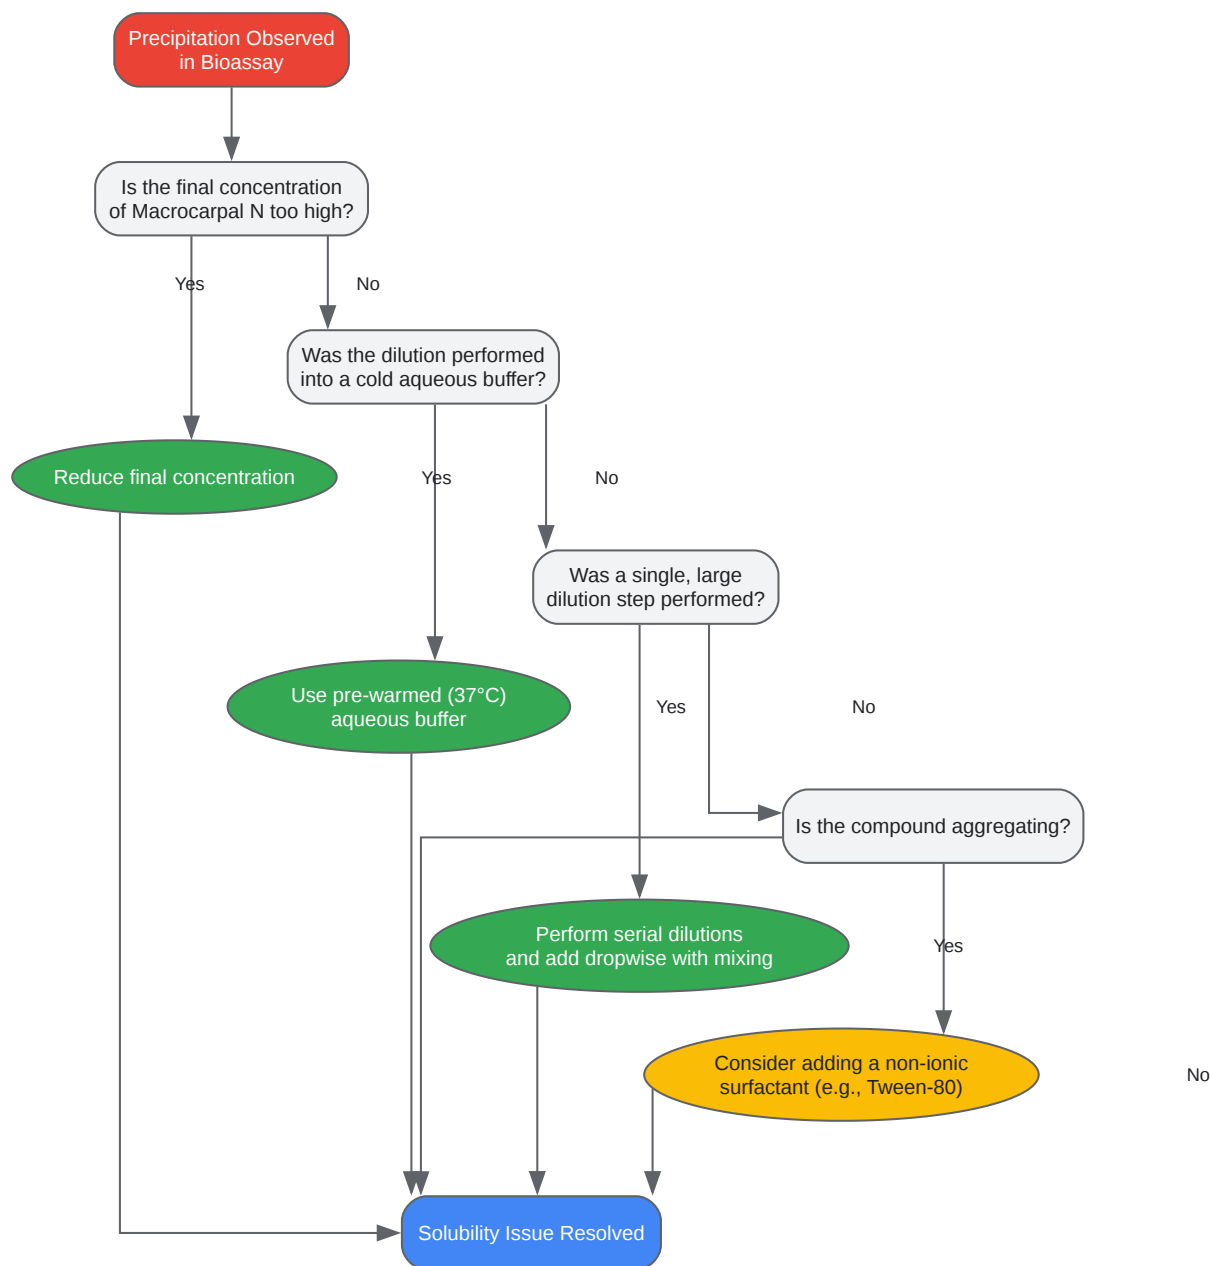 Precipitation Observed
in Bioassay
Is the final concentration
of Macrocarpal N too high?
Yes
No
Was the dilution performed
into a cold aqueous buffer?
Reduce final concentration
Yes
No
Was a single, large
dilution step performed?
Use pre-warmed (37°C)
aqueous buffer
Yes
No
Is the compound aggregating?
Perform serial dilutions
and add dropwise with mixing
Yes
Consider adding a non-ionic
surfactant (e.g., Tween-80)
No
Solubility Issue Resolved